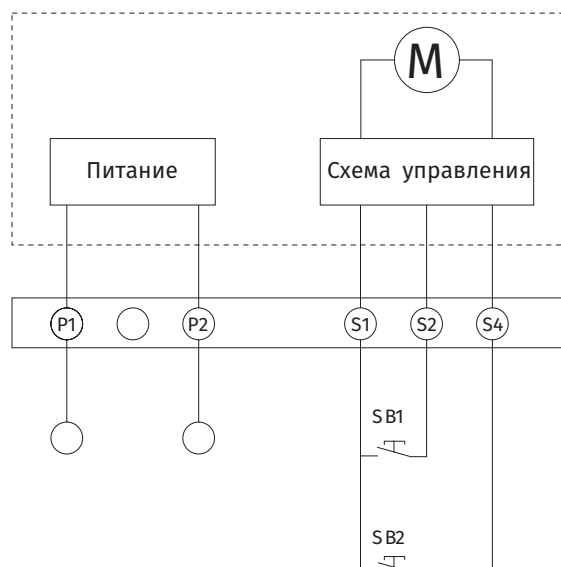 M
Питание
Схема управления
P1
P2
S1
S2
S4
SB1
SB2